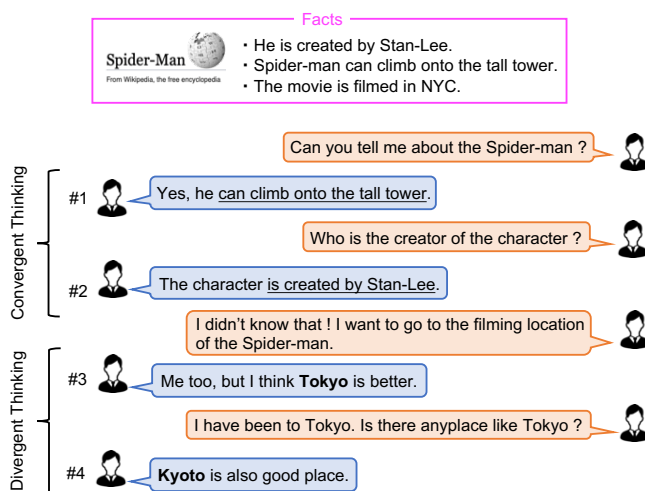 Facts
Spider-Man
From Wikipedia, the free encyclopedia
・He is created by Stan-Lee.
・Spider-man can climb onto the tall tower.
・The movie is filmed in NYC.
Can you tell me about the Spider-man ?
Convergent Thinking
#1
Yes, he can climb onto the tall tower.
Who is the creator of the character ?
#2
The character is created by Stan-Lee.
I didn't know that ! I want to go to the filming location
of the Spider-man.
Divergent Thinking
#3
Me too, but I think Tokyo is better.
I have been to Tokyo. Is there anyplace like Tokyo ?
#4
Kyoto is also good place.